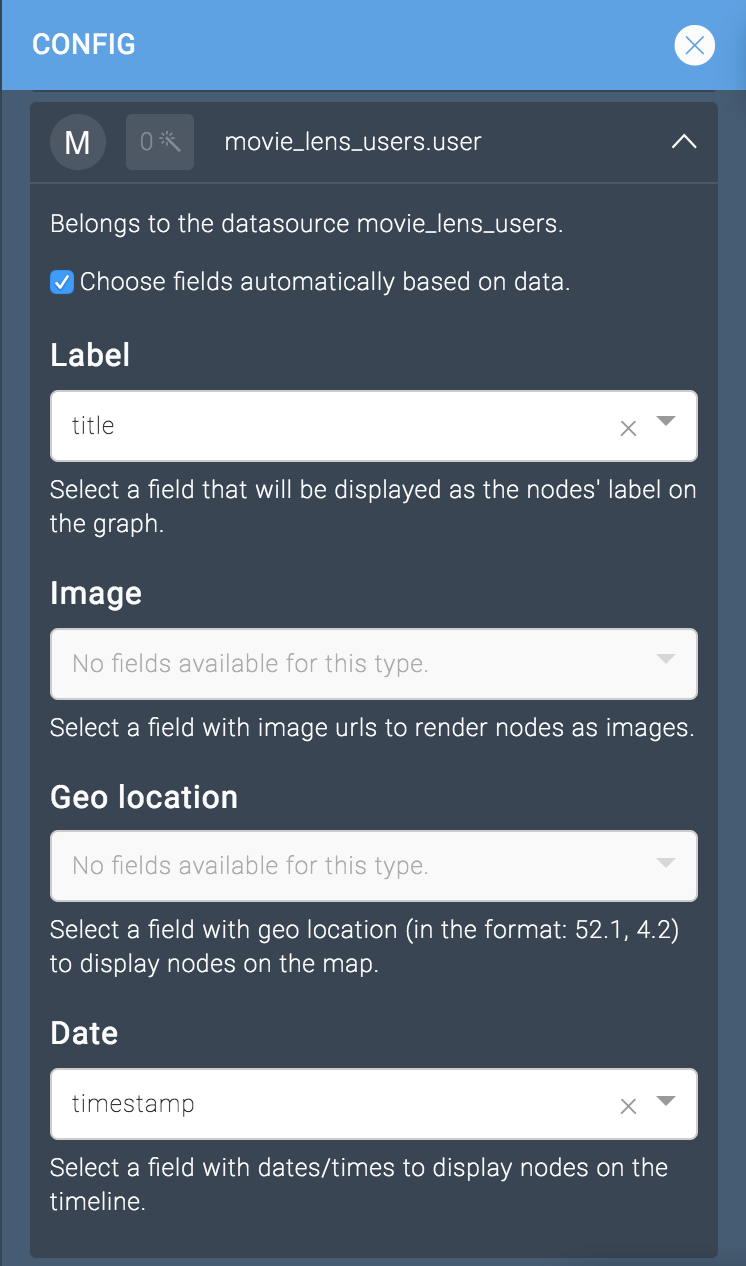 CONFIG
M 0 movie_lens_users.user
Belongs to the datasource movie_lens_users.
Choose fields automatically based on data.
Label
title
Select a field that will be displayed as the nodes' label on
the graph.
Image
No fields available for this type.
Select a field with image urls to render nodes as images.
Geo location
No fields available for this type.
Select a field with geo location (in the format: 52.1, 4.2)
to display nodes on the map.
Date
timestamp
Select a field with dates/times to display nodes on the
timeline.